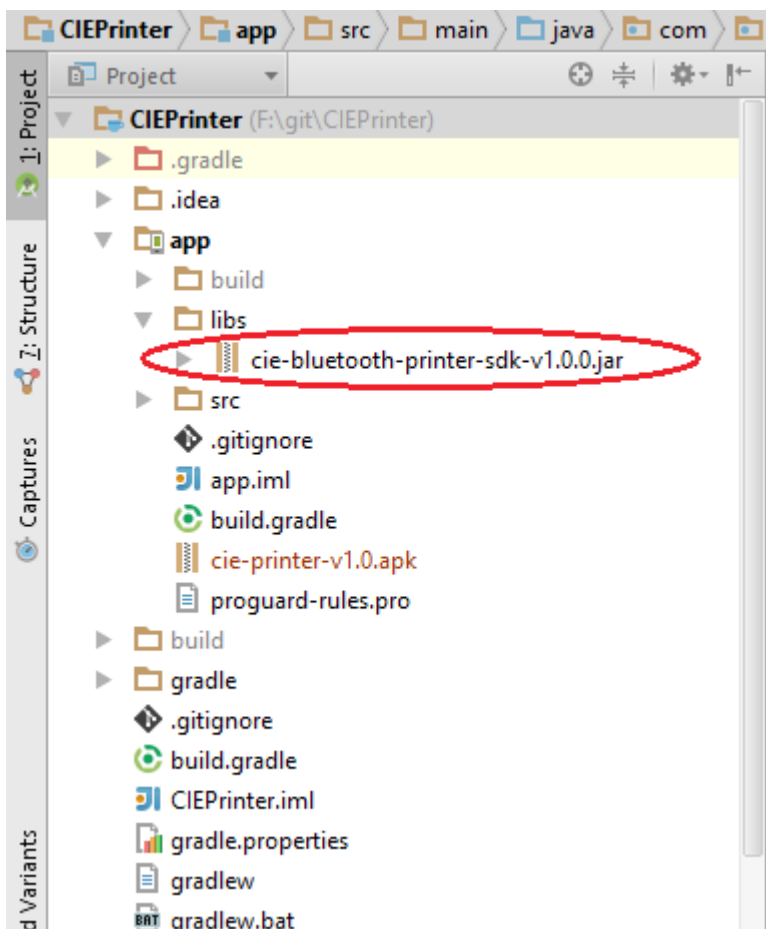 CIEPrinter app src main java com
Project
1: Project
CIEPrinter (F:\git\CIEPrinter)
.gradle
.idea
app
build
libs
7: Structure
cie-bluetooth-printer-sdk-v1.0.0.jar
src
.gitignore
Captures
app.iml
build.gradle
cie-printer-v1.0.apk
proguard-rules.pro
build
gradle
.gitignore
build.gradle
CIEPrinter.iml
gradle.properties
Variants
gradlew
BAT gradlew.bat